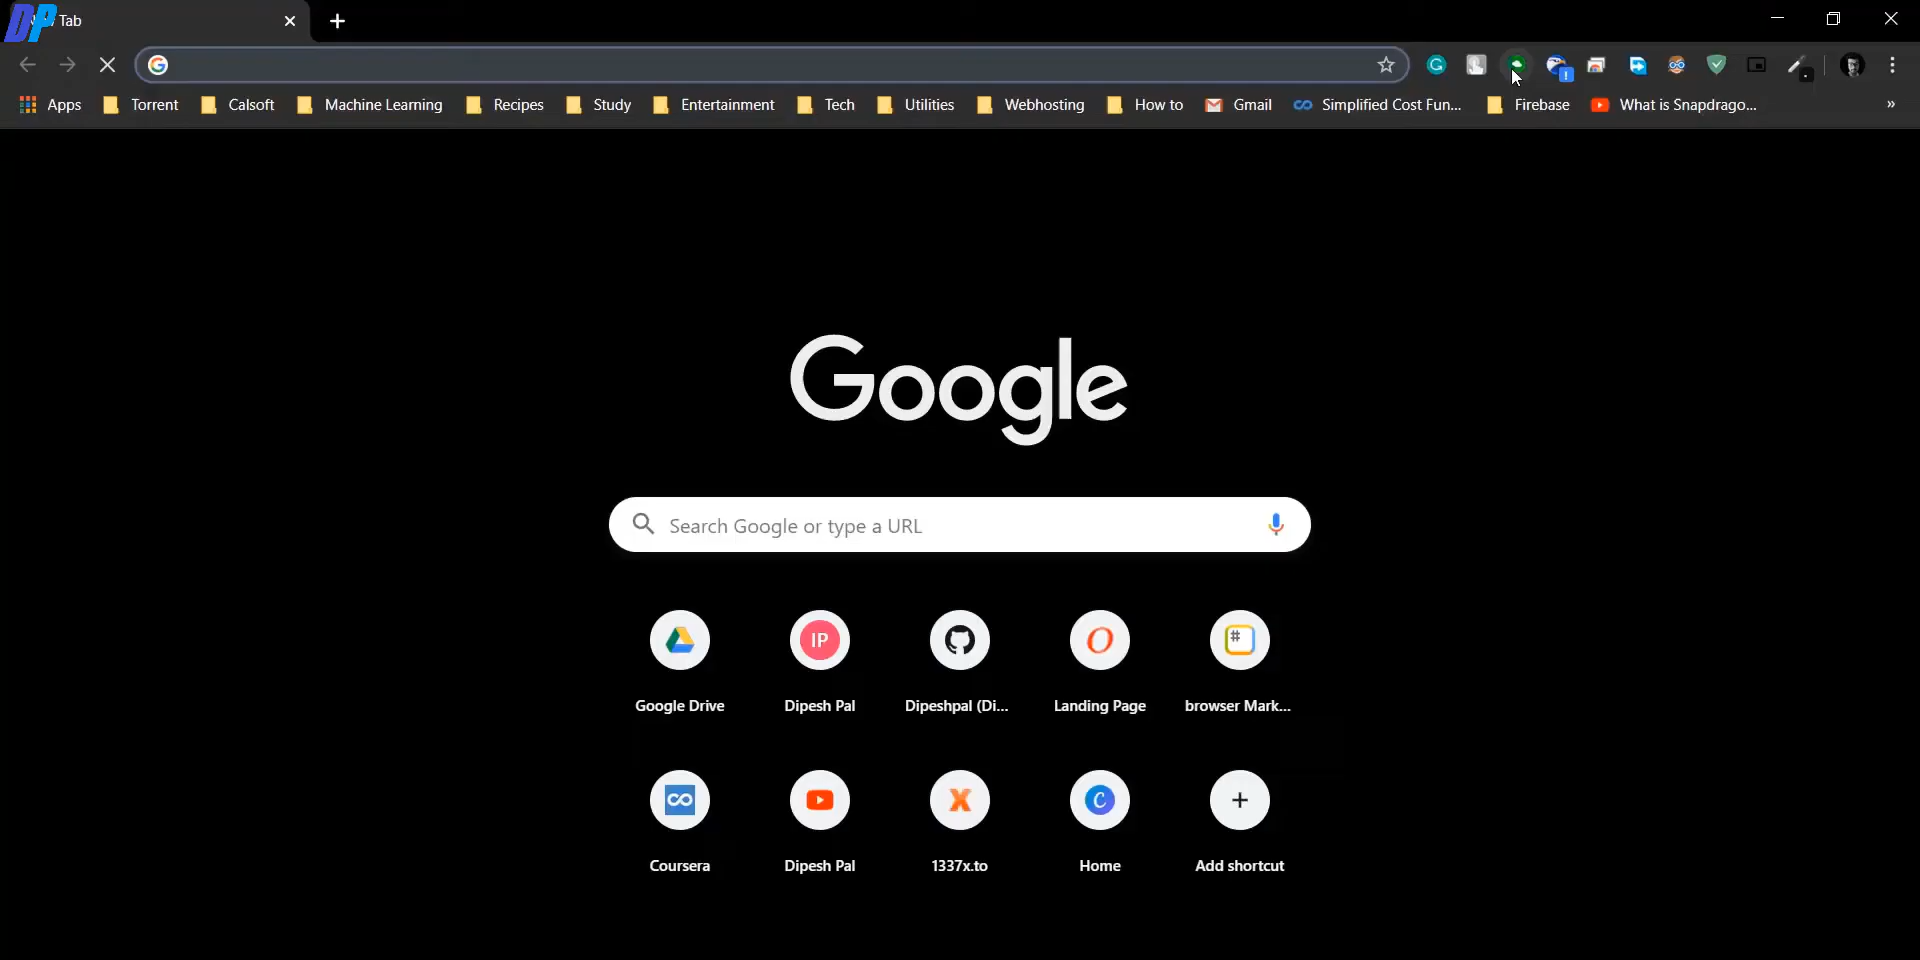 DP
Tab
Apps
Torrent
Calsoft
Machine Learning
Recipes
Study
Entertainment
Tech
Utilities
Webhosting
How to
Gmail
Simplified Cost Fun...
Firebase
What is Snapdrago...
»
Google
Search Google or type a URL
IP
#
Google Drive
Dipesh Pal
Dipeshpal (Di...
Landing Page
browser Mark...
Coursera
Dipesh Pal
1337x.to
Home
Add shortcut